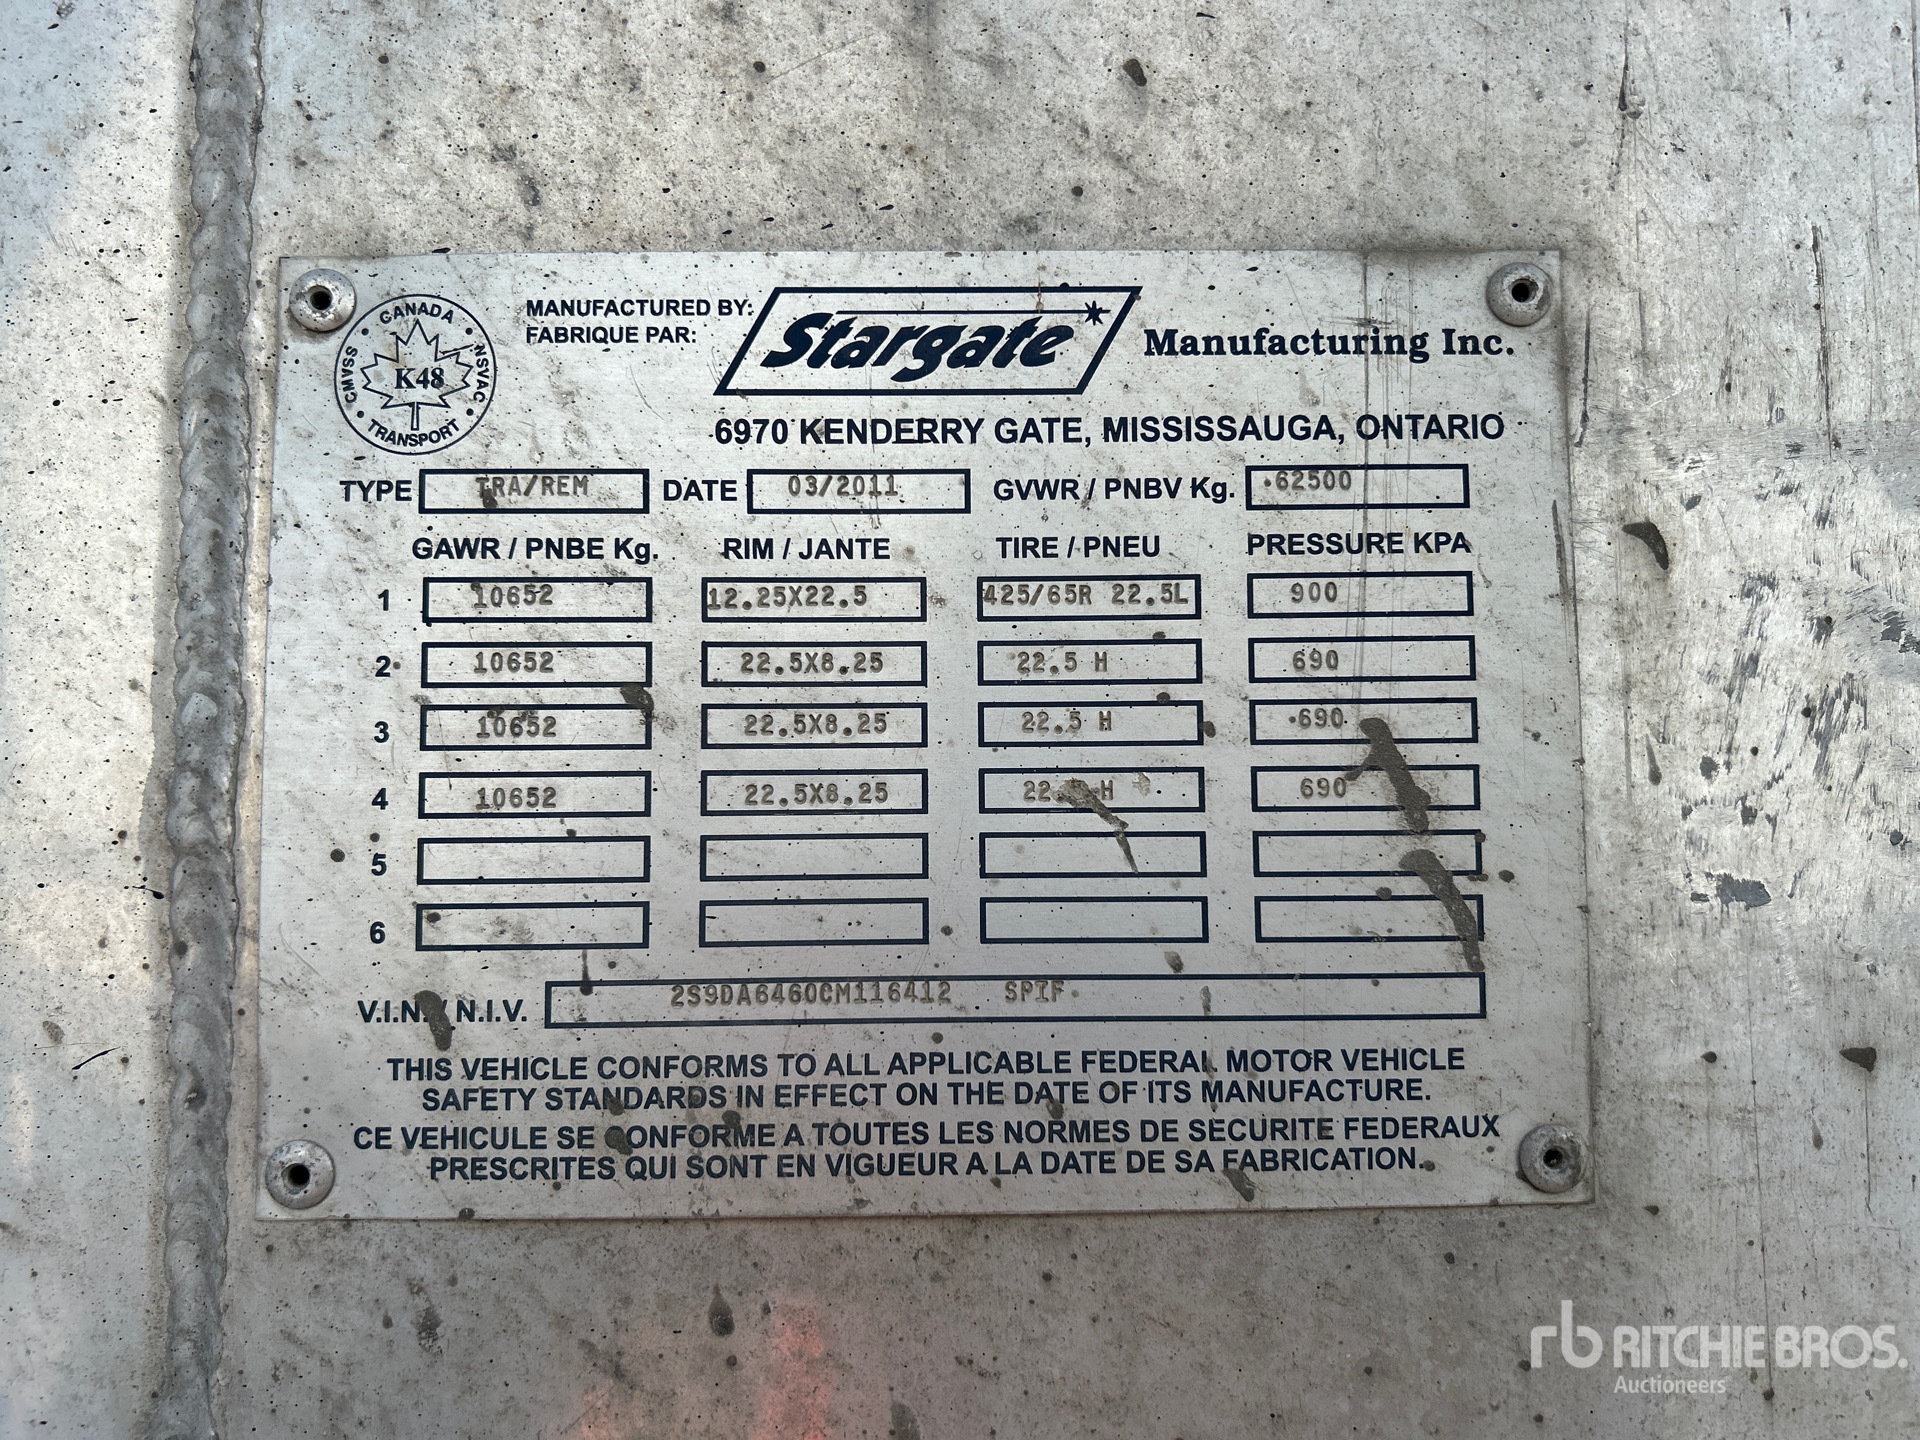 CANADA
CMVSS
NSVAC
K48
TRANSPORT
MANUFACTURED BY:
FABRIQUE PAR:
Stargate Manufacturing Inc.
6970 KENDERRY GATE, MISSISSAUGA, ONTARIO
TYPE TRA/REM DATE 03/2011 GVWR / PNBV Kg. 62500
GAWR / PNBE Kg. RIM / JANTE TIRE / PNEU PRESSURE KPA
1 10652 12.25X22.5 425/65R 22.5L 900
2 10652 22.5X8.25 22.5 H 690
3 10652 22.5X8.25 22.5 H 690
4 10652 22.5X8.25 22.5 H 690
5
6
V.I.N. / N.I.V. 2S9DA6460CM116412 SPIF
THIS VEHICLE CONFORMS TO ALL APPLICABLE FEDERAL MOTOR VEHICLE
SAFETY STANDARDS IN EFFECT ON THE DATE OF ITS MANUFACTURE.
CE VEHICULE SE CONFORME A TOUTES LES NORMES DE SECURITE FEDERAUX
PRESCRITES QUI SONT EN VIGUEUR A LA DATE DE SA FABRICATION.
rb RITCHIE BROS.
Auctioneers